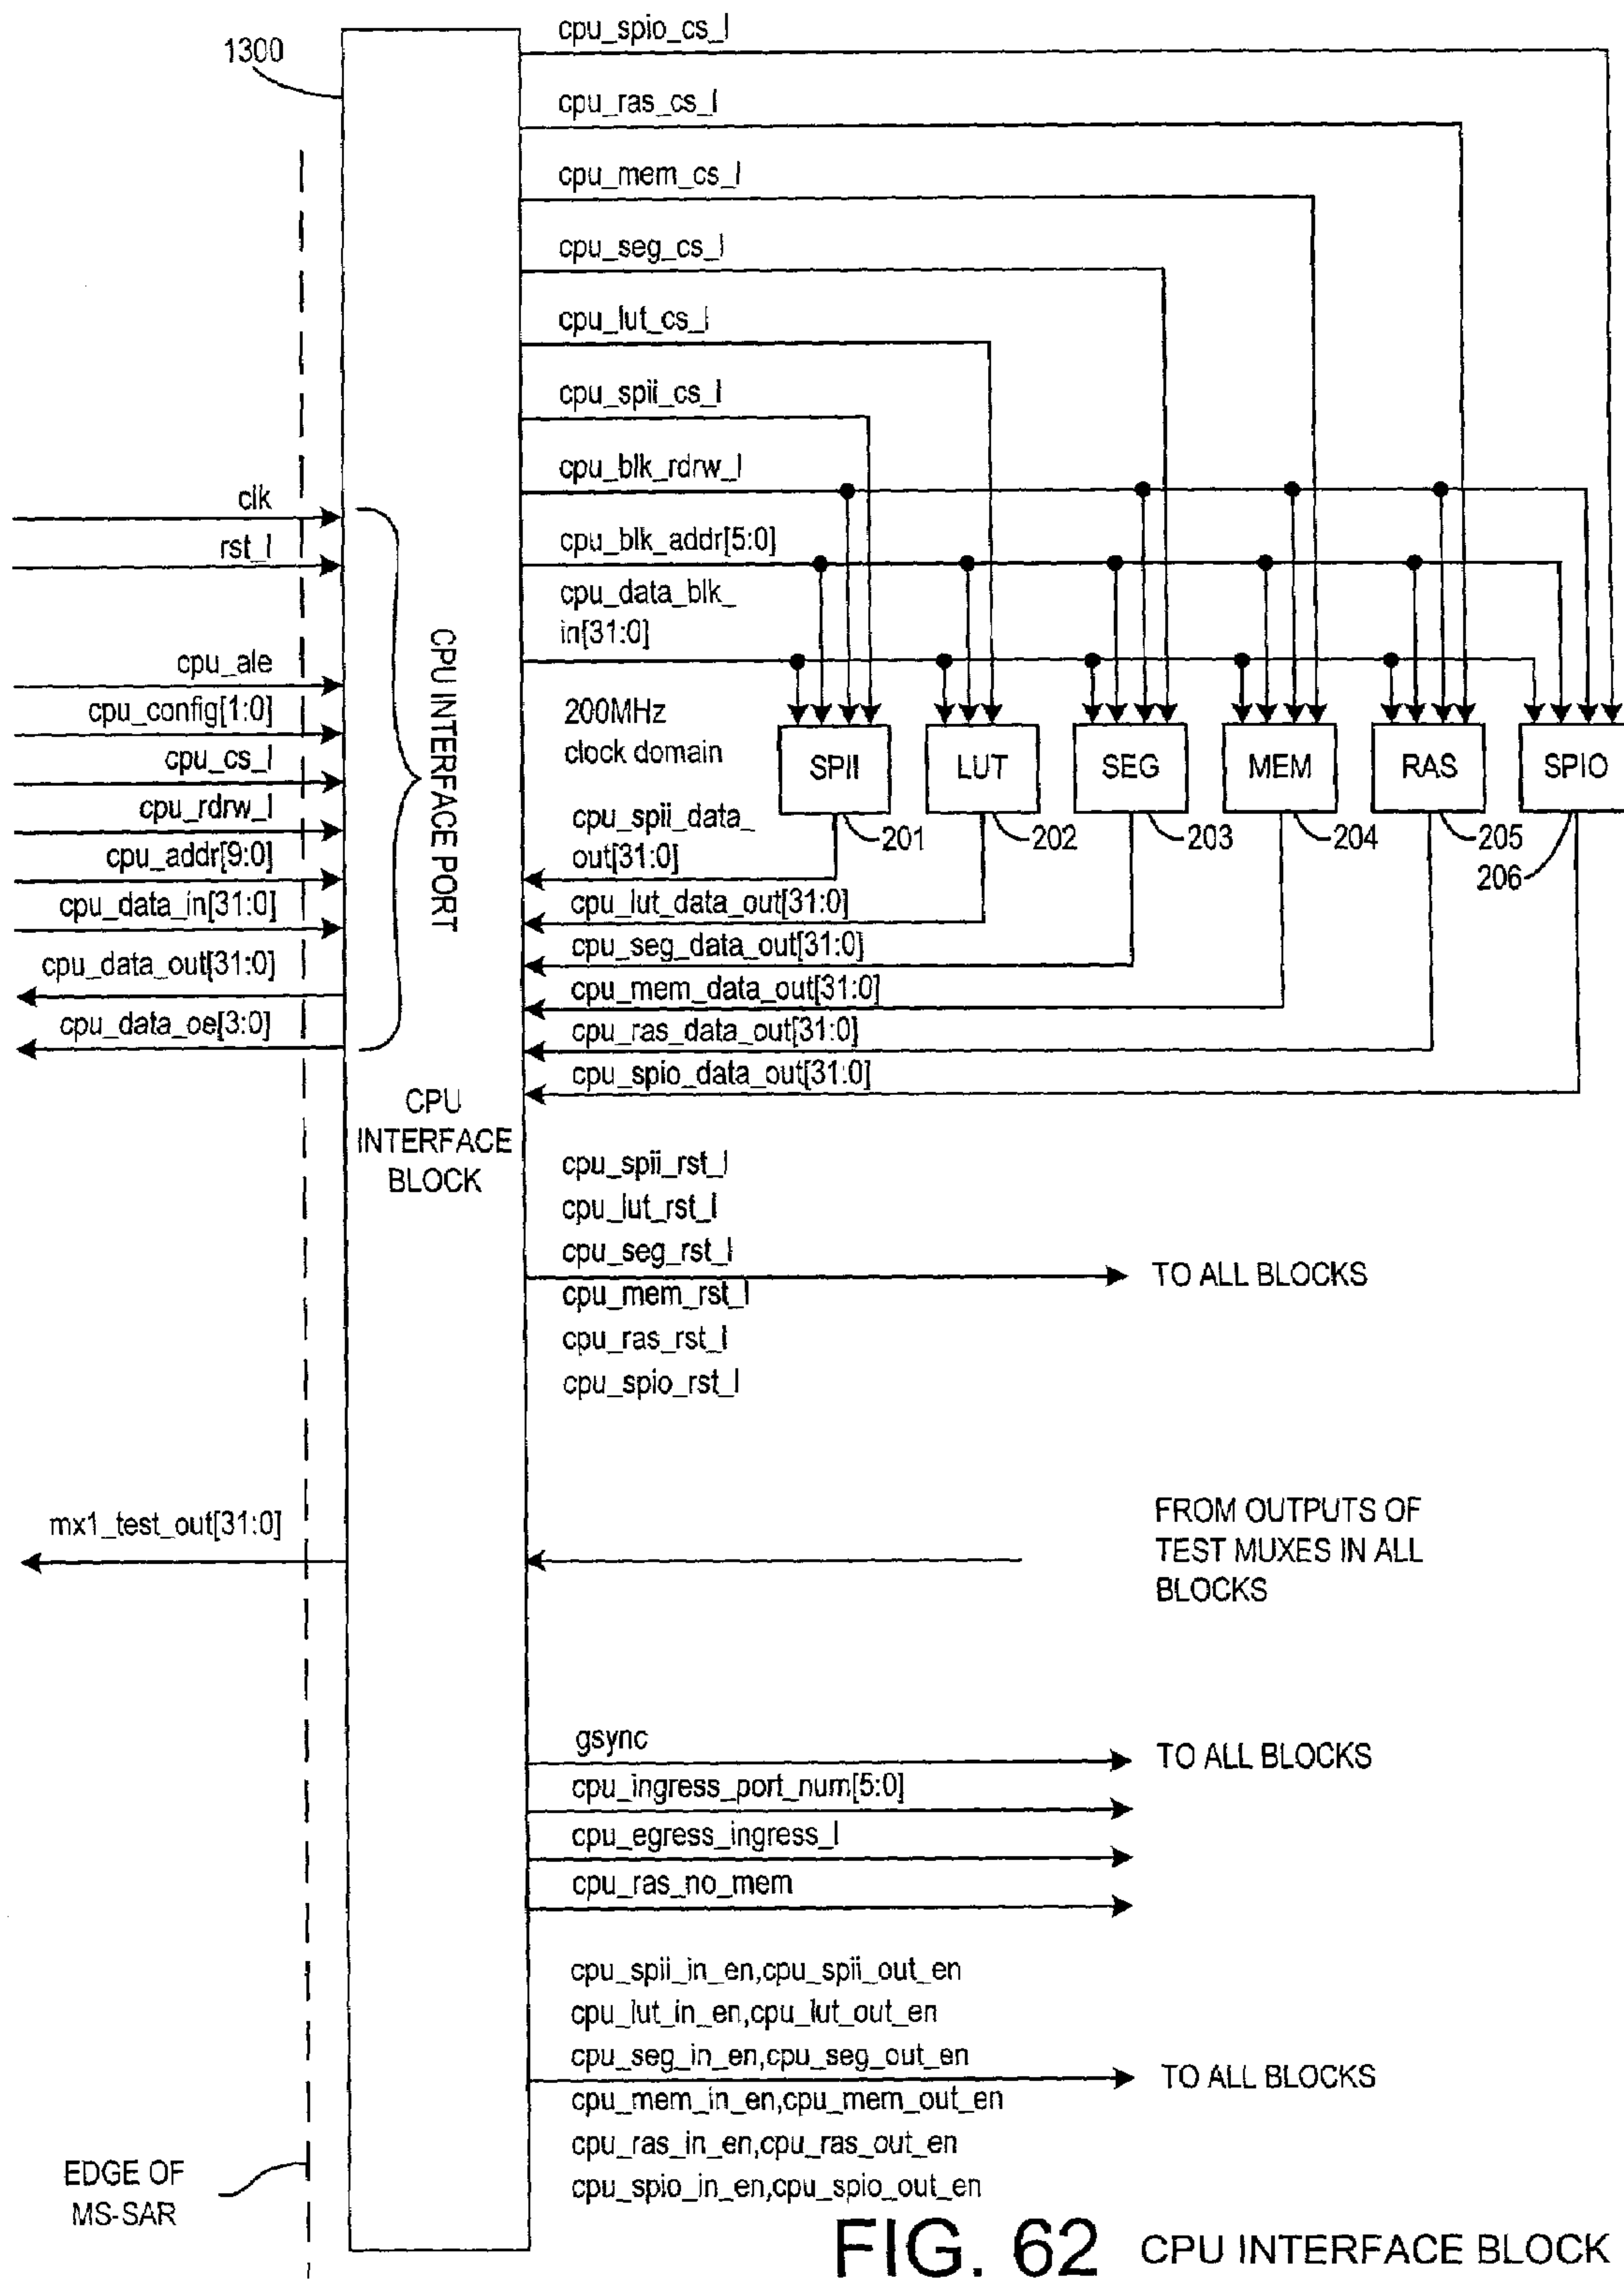 1300
cpu_spio_cs_l
cpu_ras_cs_l
cpu_mem_cs_l
cpu_seg_cs_l
cpu_lut_cs_l
cpu_spii_cs_l
cpu_blk_rdrw_l
cpu_blk_addr[5:0]
cpu_data_blk_
in[31:0]
200MHz
clock domain
clk
rst_l
cpu_ale
cpu_config[1:0]
cpu_cs_l
cpu_rdrw_l
cpu_addr[9:0]
cpu_data_in[31:0]
cpu_data_out[31:0]
cpu_data_oe[3:0]
CPU INTERFACE PORT
SPII
LUT
SEG
MEM
RAS
SPIO
201
202
203
204
205
206
cpu_spii_data_
out[31:0]
cpu_lut_data_out[31:0]
cpu_seg_data_out[31:0]
cpu_mem_data_out[31:0]
cpu_ras_data_out[31:0]
cpu_spio_data_out[31:0]
CPU
INTERFACE
BLOCK
cpu_spii_rst_l
cpu_lut_rst_l
cpu_seg_rst_l
cpu_mem_rst_l
cpu_ras_rst_l
cpu_spio_rst_l
TO ALL BLOCKS
mx1_test_out[31:0]
FROM OUTPUTS OF
TEST MUXES IN ALL
BLOCKS
gsync
TO ALL BLOCKS
cpu_ingress_port_num[5:0]
cpu_egress_ingress_l
cpu_ras_no_mem
cpu_spii_in_en,cpu_spii_out_en
cpu_lut_in_en,cpu_lut_out_en
cpu_seg_in_en,cpu_seg_out_en
cpu_mem_in_en,cpu_mem_out_en
cpu_ras_in_en,cpu_ras_out_en
cpu_spio_in_en,cpu_spio_out_en
TO ALL BLOCKS
EDGE OF
MS-SAR
FIG. 62 CPU INTERFACE BLOCK